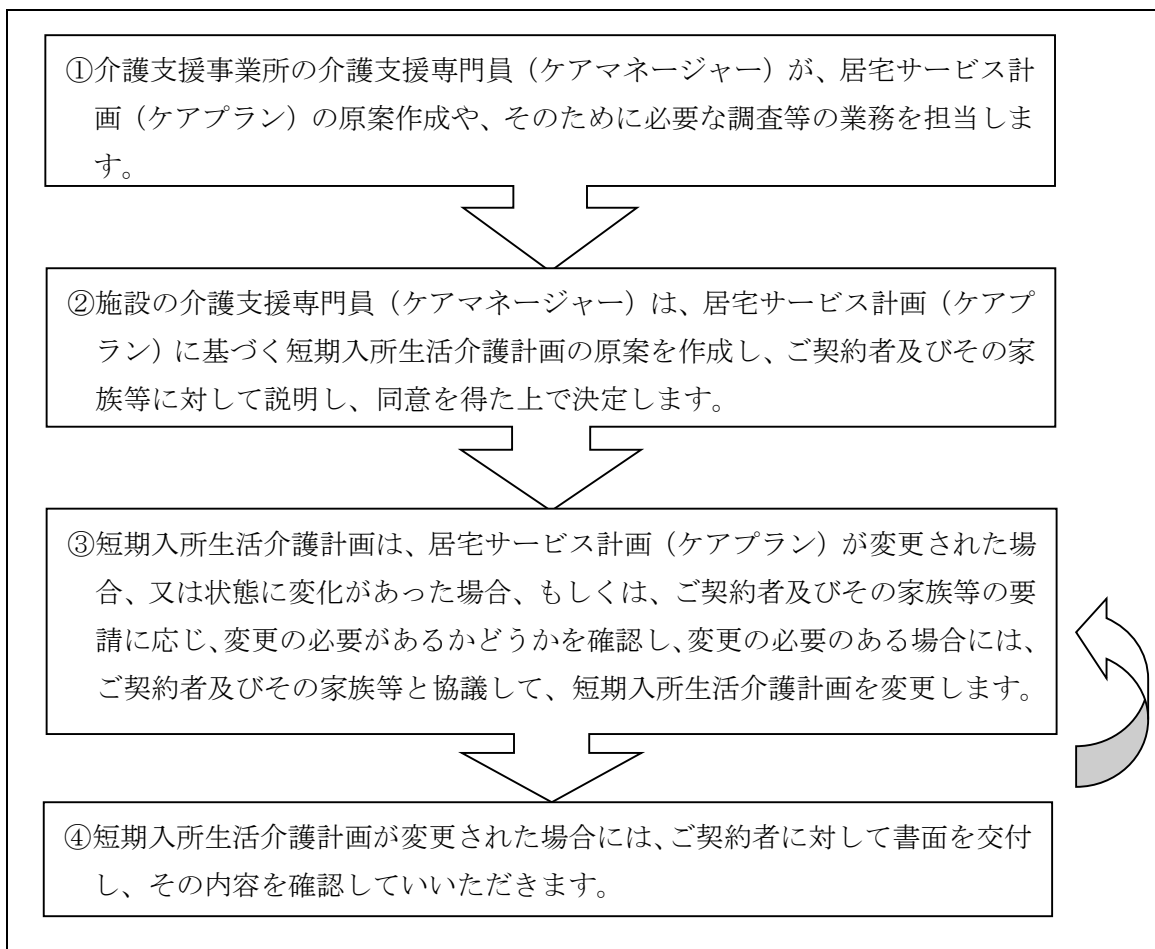 ①介護支援事業所の介護支援専門員（ケアマネージャー）が、居宅サービス計
画（ケアプラン）の原案作成や、そのために必要な調査等の業務を担当しま
す。
②施設の介護支援専門員（ケアマネージャー）は、居宅サービス計画（ケアプ
ラン）に基づく短期入所生活介護計画の原案を作成し、ご契約者及びその家
族等に対して説明し、同意を得た上で決定します。
③短期入所生活介護計画は、居宅サービス計画（ケアプラン）が変更された場
合、又は状態に変化があった場合、もしくは、ご契約者及びその家族等の要
請に応じ、変更の必要があるかどうかを確認し、変更の必要のある場合には、
ご契約者及びその家族等と協議して、短期入所生活介護計画を変更します。
④短期入所生活介護計画が変更された場合には、ご契約者に対して書面を交付
し、その内容を確認していいただきます。